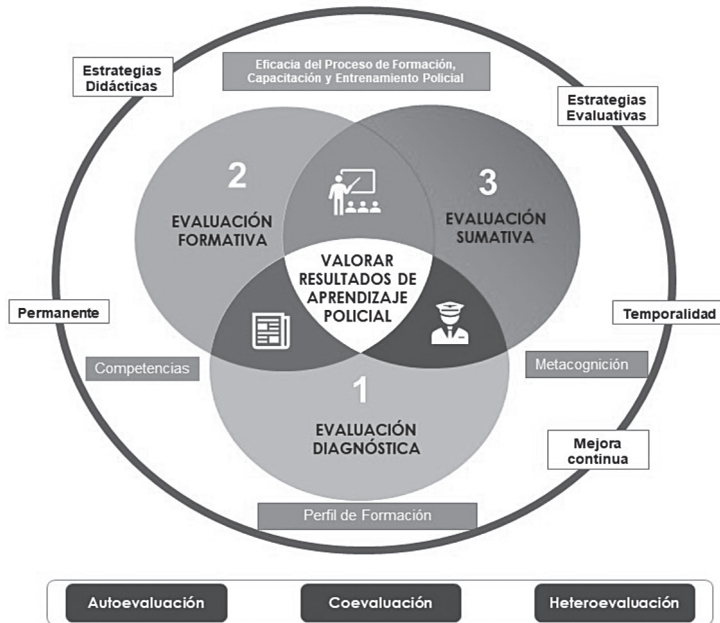 Eficacia del Proceso de Formación,
Capacitación y Entrenamiento Policial
Estrategias
Didácticas
Estrategias
Evaluativas
2
EVALUACIÓN
FORMATIVA
3
EVALUACIÓN
SUMATIVA
VALORAR
RESULTADOS DE
APRENDIZAJE
POLICIAL
Permanente
Temporalidad
Competencias
Metacognición
1
EVALUACIÓN
DIAGNÓSTICA
Mejora
continua
Perfil de Formación
Autoevaluación
Coevaluación
Heteroevaluación